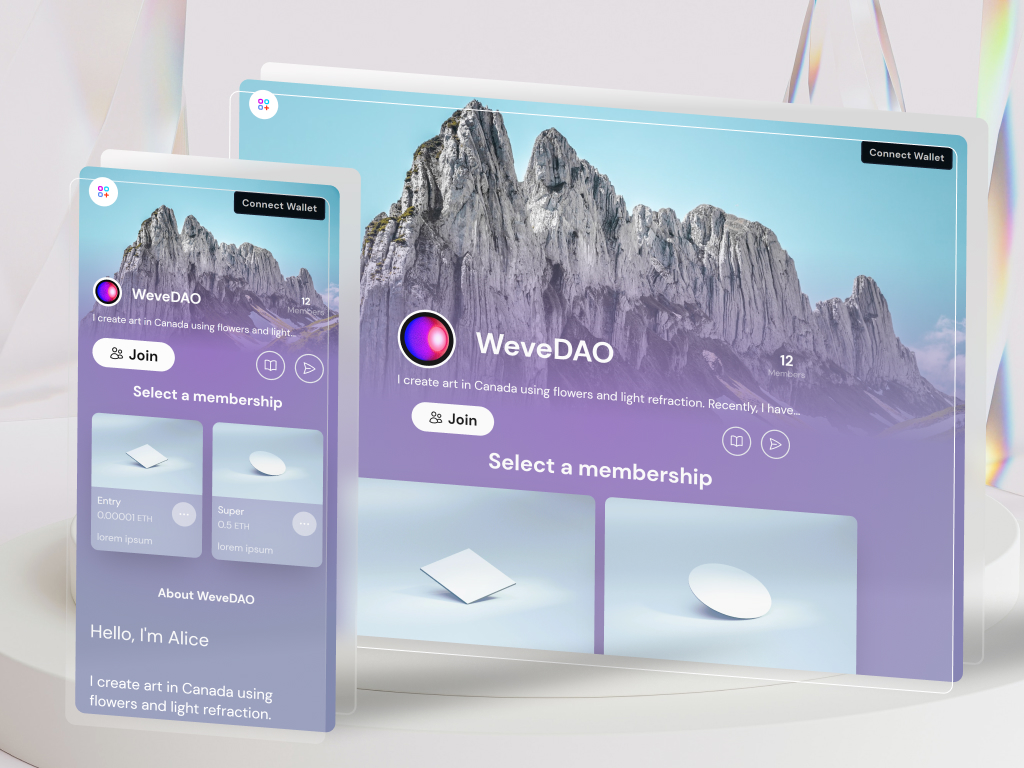 Connect Wallet
WeveDAO
12
Members
I create art in Canada using flowers and light...
Join
Select a membership
Entry
0.00001 ETH
lorem ipsum
Super
0.5 ETH
lorem ipsum
About WeveDAO
Hello, I'm Alice
I create art in Canada using
flowers and light refraction.
Connect Wallet
WeveDAO
12
Members
I create art in Canada using flowers and light refraction. Recently, I have...
Join
Select a membership